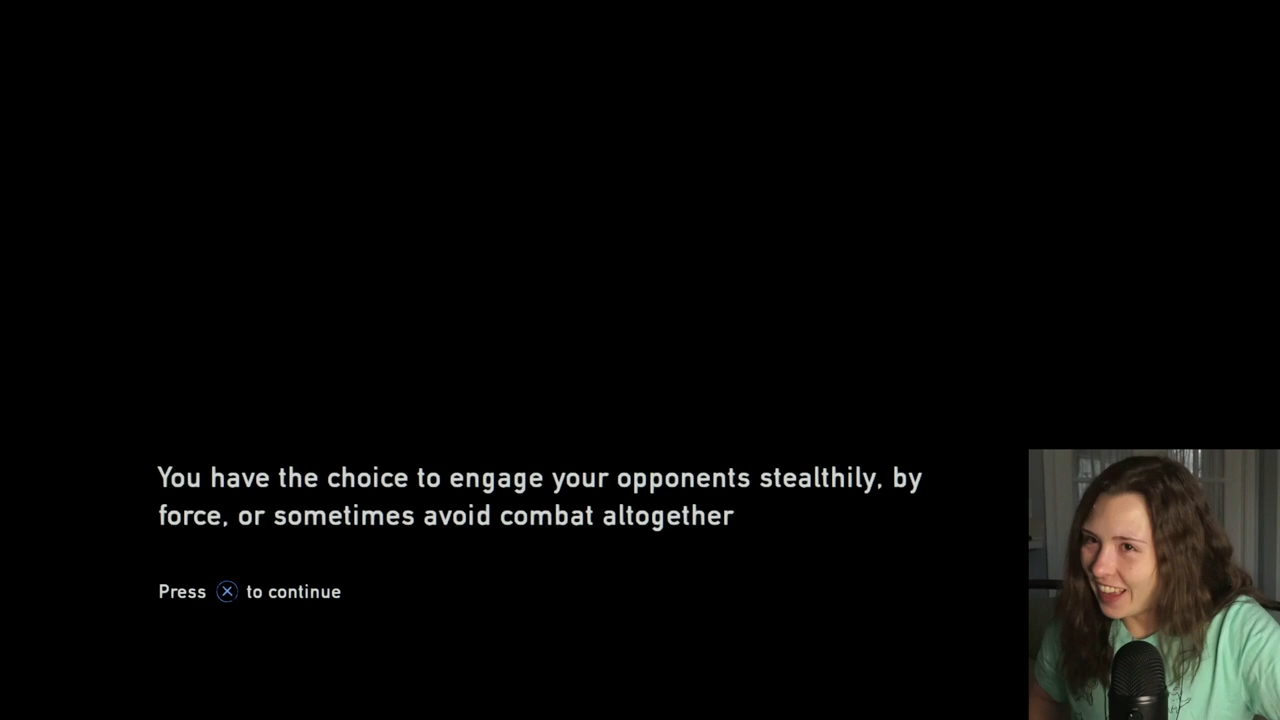 You have the choice to engage your opponents stealthily, by
force, or sometimes avoid combat altogether
Press ⓧ to continue